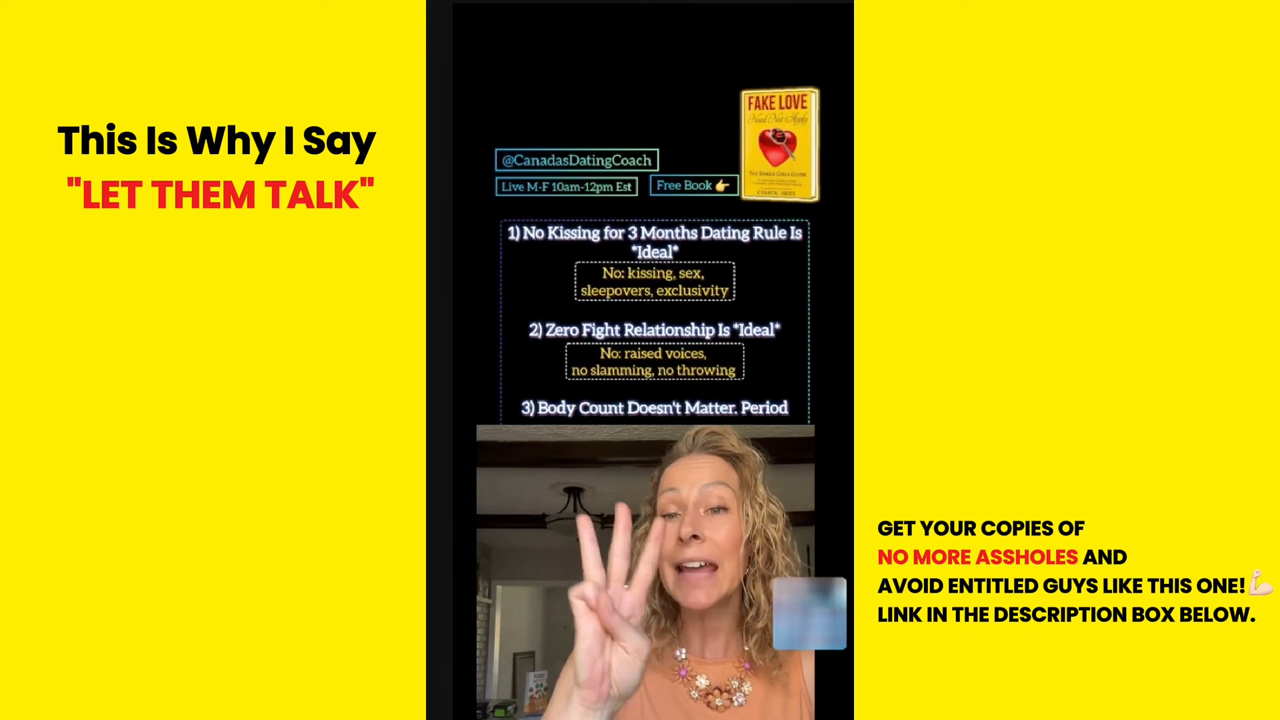 This Is Why I Say
"LET THEM TALK"
FAKE LOVE
Need Not Apply
@CanadasDatingCoach
Live M-F 10am-12pm Est
Free Book 👉
1) No Kissing for 3 Months Dating Rule Is
*Ideal*
No: kissing, sex,
sleepovers, exclusivity
2) Zero Fight Relationship Is *Ideal*
No: raised voices,
no slamming, no throwing
3) Body Count Doesn't Matter. Period
GET YOUR COPIES OF
NO MORE ASSHOLES AND
AVOID ENTITLED GUYS LIKE THIS ONE!💪🏻
LINK IN THE DESCRIPTION BOX BELOW.